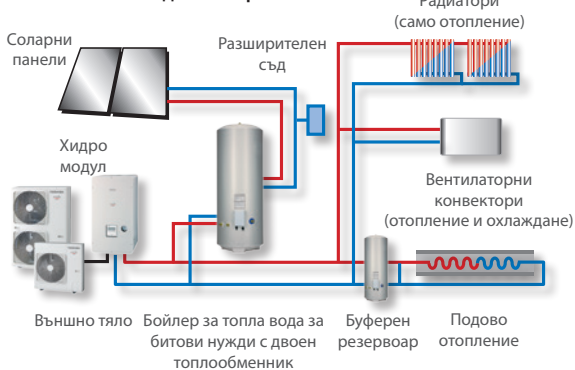 Радиатори
(само отопление)
Соларни
панели
Разширителен
съд
Хидро
модул
Вентилаторни
конвектори
(отопление и охлаждане)
Външно тяло
Бойлер за топла вода за
битови нужди с двоен
топлообменник
Буферен
резервоар
Подово
отопление